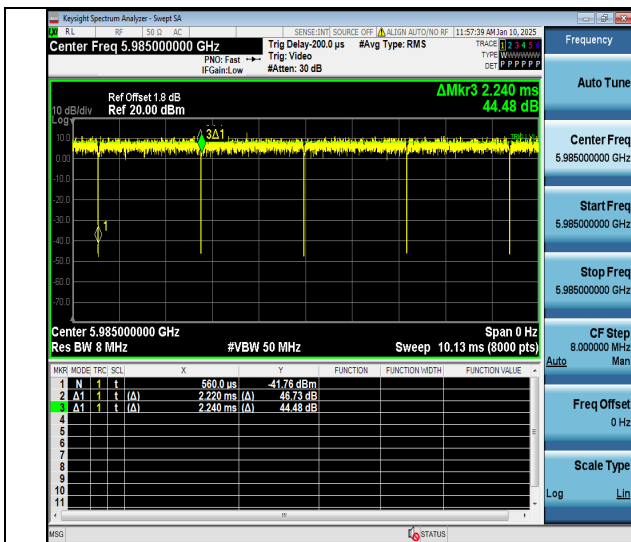 Keysight Spectrum Analyzer - Swept SA
RL RF 50 Ω AC SENSE:INT SOURCE OFF ALIGN AUTO/NO RF 11:57:39 AM Jan 10, 2025
Center Freq 5.985000000 GHz
PNO: Fast
IFGain:Low
Trig Delay-200.0 µs
Trig: Video
#Atten: 30 dB
#Avg Type: RMS
TRACE 1 2 3 4 5 6
TYPE WWWWWW
DET P P P P P P
Frequency
ΔMkr3 2.240 ms
44.48 dB
Ref Offset 1.8 dB
10 dB/div Ref 20.00 dBm
Log
10.0
0.00
-10.0
-20.0
-30.0
-40.0
-50.0
-60.0
-70.0
3Δ1
1
Center 5.985000000 GHz Span 0 Hz
Res BW 8 MHz #VBW 50 MHz Sweep 10.13 ms (8000 pts)
MKR MODE TRC SCL X Y FUNCTION FUNCTION WIDTH FUNCTION VALUE
1 N 1 t 560.0 µs -41.76 dBm
2 Δ1 1 t (Δ) 2.220 ms (Δ) 46.73 dB
3 Δ1 1 t (Δ) 2.240 ms (Δ) 44.48 dB
4
5
6
7
8
9
10
11
MSG STATUS
Auto Tune
Center Freq
5.985000000 GHz
Start Freq
5.985000000 GHz
Stop Freq
5.985000000 GHz
CF Step
8.000000 MHz
Auto Man
Freq Offset
0 Hz
Scale Type
Log Lin